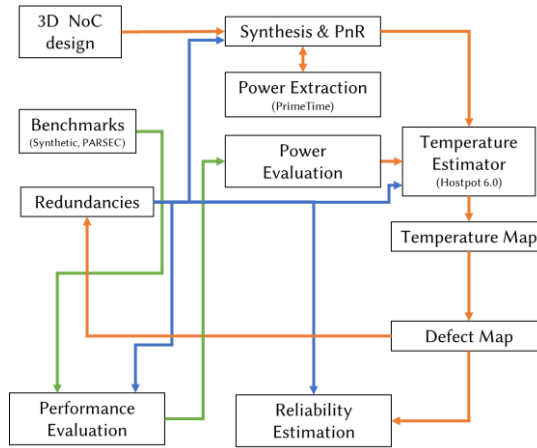 3D NoC
design
Synthesis & PnR
Power Extraction
(PrimeTime)
Benchmarks
(Synthetic, PARSEC)
Power
Evaluation
Temperature
Estimator
(Hostpot 6.0)
Redundancies
Temperature Map
Defect Map
Performance
Evaluation
Reliability
Estimation